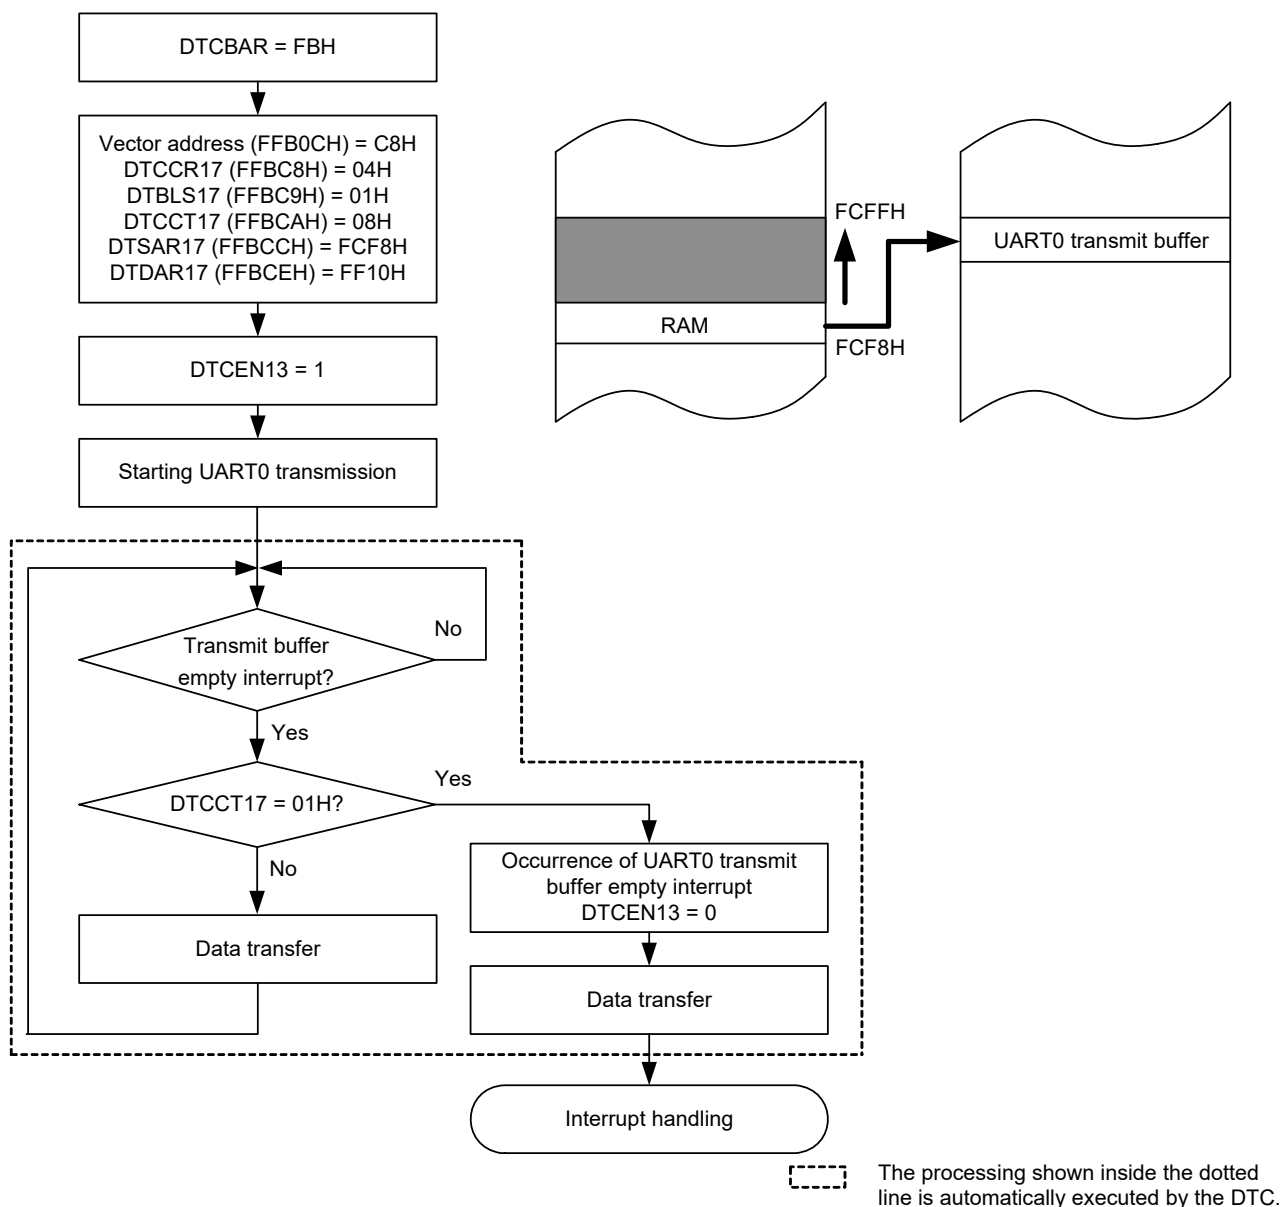 DTCBAR = FBH
Vector address (FFB0CH) = C8H
DTCCR17 (FFBC8H) = 04H
DTBLS17 (FFBC9H) = 01H
DTCCT17 (FFBCAH) = 08H
DTSAR17 (FFBCCH) = FCF8H
DTDAR17 (FFBCEH) = FF10H
DTCEN13 = 1
Starting UART0 transmission
FCFFH
UART0 transmit buffer
RAM
FCF8H
Transmit buffer
empty interrupt?
No
Yes
DTCCT17 = 01H?
Yes
No
Data transfer
Occurrence of UART0 transmit
buffer empty interrupt
DTCEN13 = 0
Data transfer
Interrupt handling
The processing shown inside the dotted
line is automatically executed by the DTC.